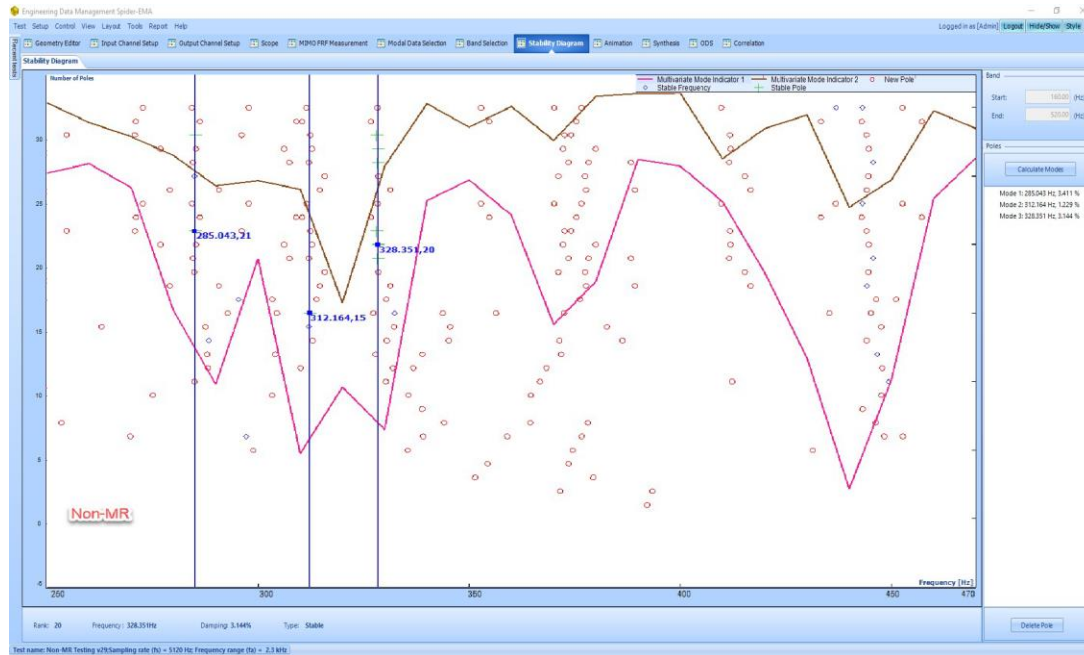 Engineering Data Management Spider-EMA
Test Setup Control View Layout Tools Report Help
Logged in as [Admin] Logout Hide/Show Style
Geometry Editor Input Channel Setup Output Channel Setup Scope MIMO FRF Measurement Modal Data Selection Band Selection Stability Diagram Animation Synthesis ODS Correlation
Stability Diagram
Number of Poles
Multivariate Mode Indicator 1 Multivariate Mode Indicator 2 New Pole
Stable Frequency Stable Pole
30
25
20
15
10
5
0
-5
285.043,21
328.351,20
312.164,15
Non-MR
Frequency [Hz]
260 300 350 400 450 470
Band
Start: 160.00 (Hz)
End: 520.00 (Hz)
Poles
Calculate Modes
Mode 1: 285.043 Hz, 3.411 %
Mode 2: 312.164 Hz, 1.229 %
Mode 3: 328.351 Hz, 3.144 %
Delete Pole
Rank: 20 Frequency: 328.351Hz Damping: 3.144% Type: Stable
Test name: Non-MR Testing v29;Sampling rate (fs) = 5120 Hz; Frequency range (fa) = 2.3 kHz